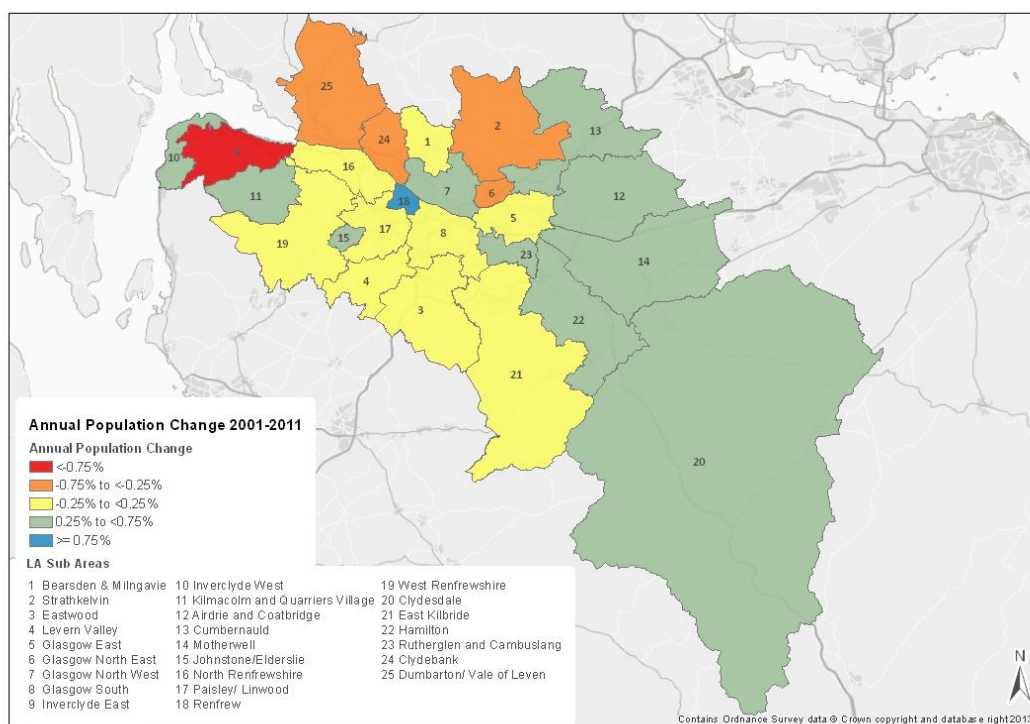 25
2
13
24
1
10
9
16
7
12
11
6
18
5
15
17
8
19
23
14
4
3
22
21
20
Annual Population Change 2001-2011
Annual Population Change
<-0.75%
-0.75% to <-0.25%
-0.25% to <0.25%
0.25% to <0.75%
>= 0.75%
LA Sub Areas
1 Bearsden & Milngavie 10 Inverclyde West 19 West Renfrewshire
2 Strathkelvin 11 Kilmacolm and Quarriers Village 20 Clydesdale
3 Eastwood 12 Airdrie and Coatbridge 21 East Kilbride
4 Levern Valley 13 Cumbernauld 22 Hamilton
5 Glasgow East 14 Motherwell 23 Rutherglen and Cambuslang
6 Glasgow North East 15 Johnstone/Elderslie 24 Clydebank
7 Glasgow North West 16 North Renfrewshire 25 Dumbarton/ Vale of Leven
8 Glasgow South 17 Paisley/ Linwood
9 Inverclyde East 18 Renfrew
N
Contains Ordnance Survey data © Crown copyright and database right 2013